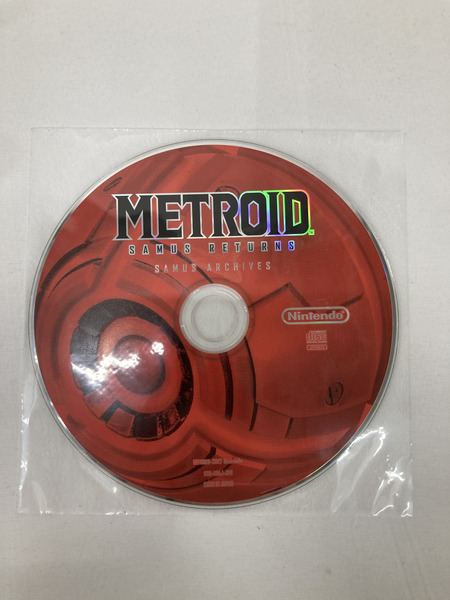 METROID
SAMUS RETURNS
SAMUS ARCHIVES
Nintendo